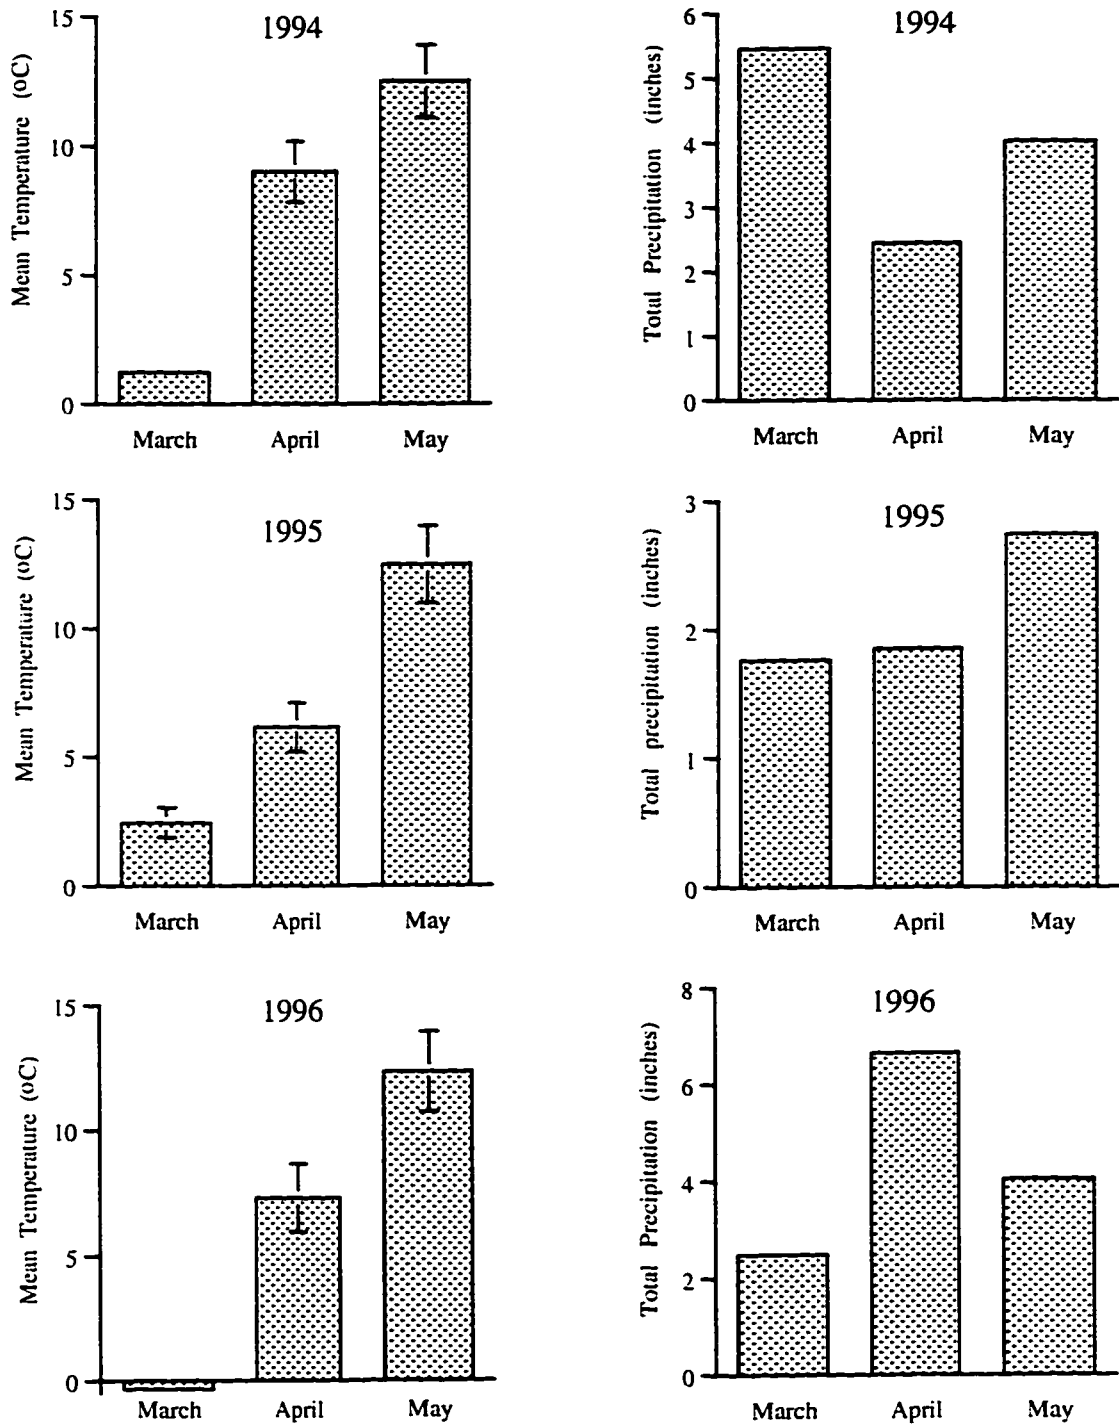 1994
Mean Temperature (oC)
15
10
5
0
March April May
1994
Total Precipitation (inches)
6
5
4
3
2
1
0
March April May
1995
Mean Temperature (oC)
15
10
5
0
March April May
1995
Total precipitation (inches)
3
2
1
0
March April May
1996
Mean Temperature (oC)
15
10
5
0
March April May
1996
Total Precipitation (inches)
8
6
4
2
0
March April May